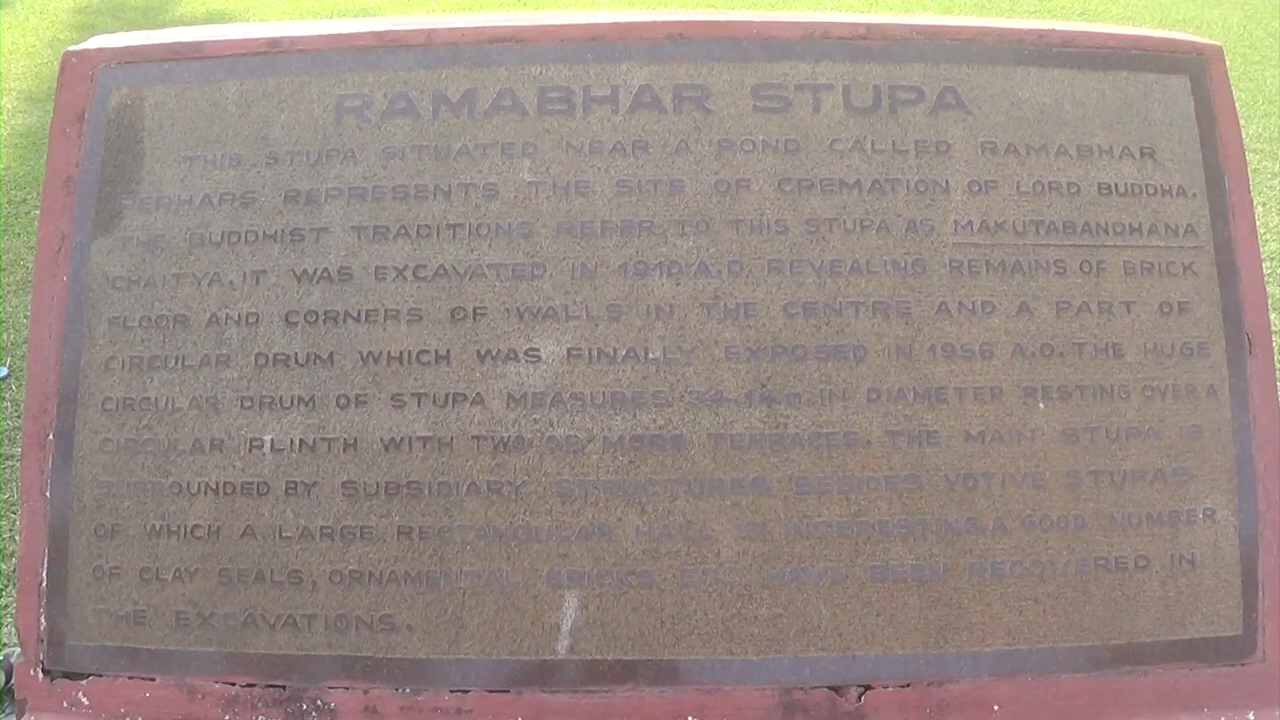 RAMABHAR STUPA
THIS STUPA SITUATED NEAR A POND CALLED RAMABHAR
PERHAPS REPRESENTS THE SITE OF CREMATION OF LORD BUDDHA.
THE BUDDHIST TRADITIONS REFER TO THIS STUPA AS MAKUTABANDHANA
CHAITYA. IT WAS EXCAVATED IN 1910 A.D. REVEALING REMAINS OF BRICK
FLOOR AND CORNERS OF WALLS IN THE CENTRE AND A PART OF
CIRCULAR DRUM WHICH WAS FINALLY EXPOSED IN 1956 A.D. THE HUGE
CIRCULAR DRUM OF STUPA MEASURES IN DIAMETER RESTING OVER A
CIRCULAR PLINTH WITH TWO OR MORE TERRACES. THE MAIN STUPA IS
SURROUNDED BY SUBSIDIARY STRUCTURES BESIDES VOTIVE STUPAS
OF WHICH A LARGE RECTANGULAR HALL IS INTERESTING. A GOOD NUMBER
OF CLAY SEALS, ORNAMENTAL BRICKS ETC. HAVE BEEN RECOVERED IN
THE EXCAVATIONS.